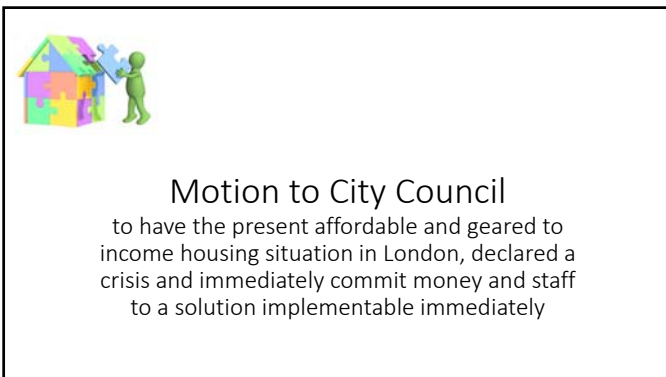 Motion to City Council
to have the present affordable and geared to
income housing situation in London, declared a
crisis and immediately commit money and staff
to a solution implementable immediately